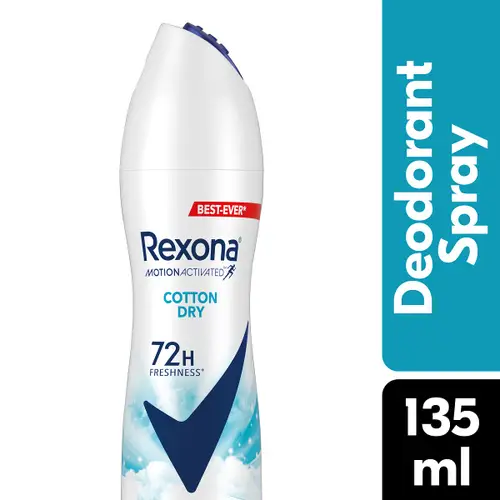 BEST-EVER*
Rexona®
MOTIONACTIVATED
COTTON
DRY
72H
FRESHNESS*
Deodorant
Spray
135
ml